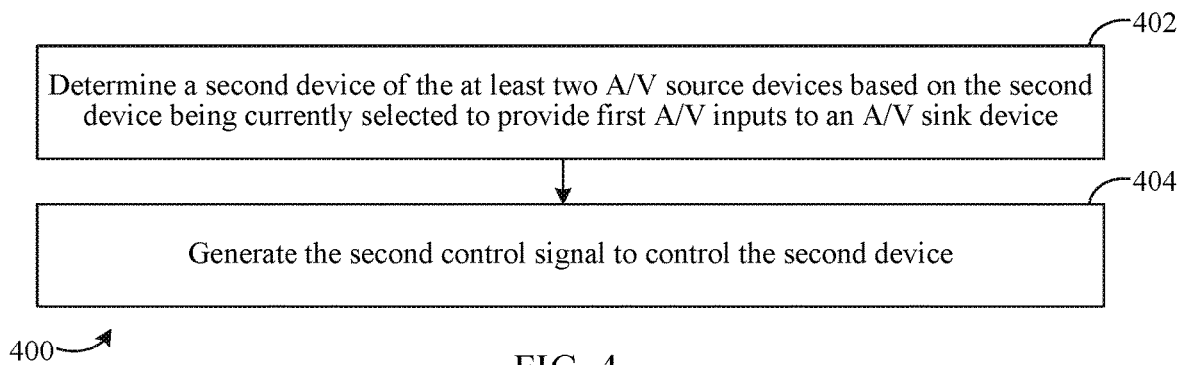 402
Determine a second device of the at least two A/V source devices based on the second
device being currently selected to provide first A/V inputs to an A/V sink device
404
Generate the second control signal to control the second device
400
FIG. 4